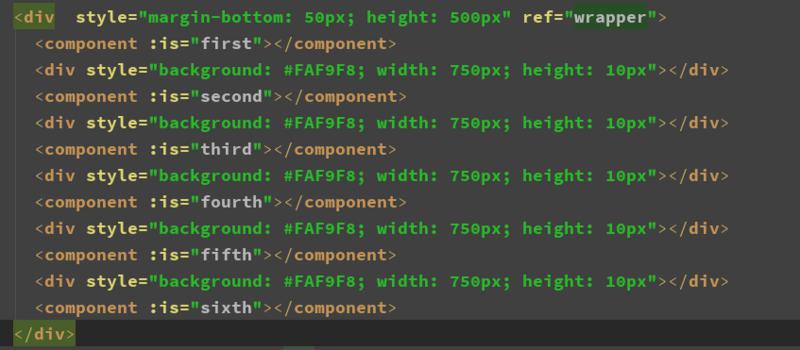 <div  style="margin-bottom: 50px; height: 500px" ref="wrapper">
  <component :is="first"></component>
  <div style="background: #FAF9F8; width: 750px; height: 10px"></div>
  <component :is="second"></component>
  <div style="background: #FAF9F8; width: 750px; height: 10px"></div>
  <component :is="third"></component>
  <div style="background: #FAF9F8; width: 750px; height: 10px"></div>
  <component :is="fourth"></component>
  <div style="background: #FAF9F8; width: 750px; height: 10px"></div>
  <component :is="fifth"></component>
  <div style="background: #FAF9F8; width: 750px; height: 10px"></div>
  <component :is="sixth"></component>
</div>